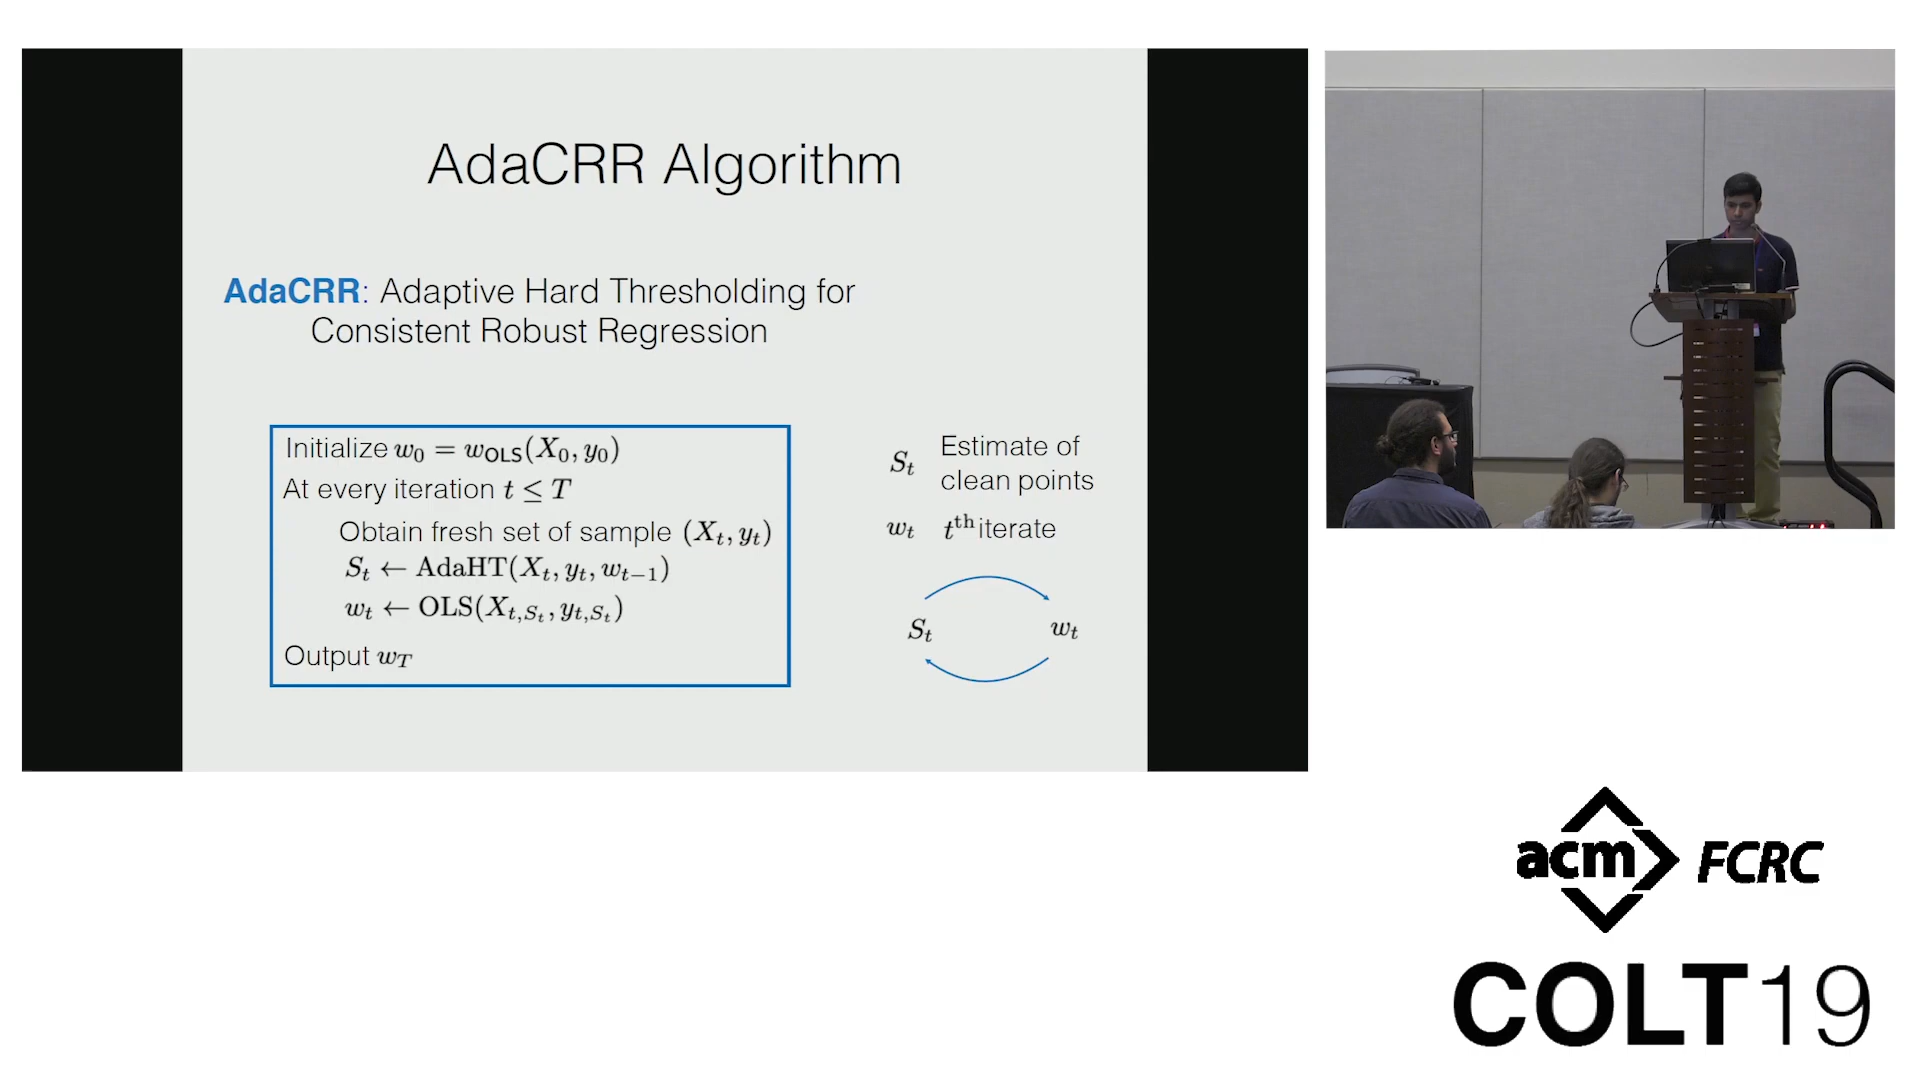 AdaCRR Algorithm
AdaCRR: Adaptive Hard Thresholding for
Consistent Robust Regression
Initialize w₀ = w_OLS(X₀, y₀)
At every iteration t ≤ T
Obtain fresh set of sample (X_t, y_t)
S_t ← AdaHT(X_t, y_t, w_{t−1})
w_t ← OLS(X_{t,S_t}, y_{t,S_t})
Output w_T
S_t Estimate of
clean points
w_t t^th iterate
S_t w_t
acm FCRC
COLT19